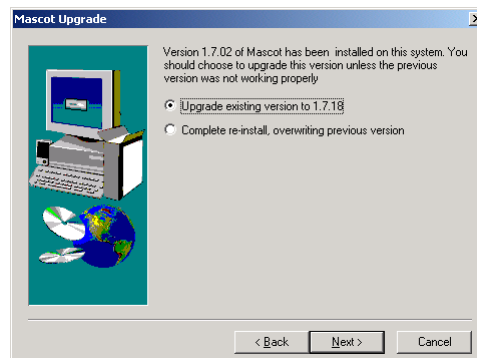 Mascot Upgrade
Version 1.7.02 of Mascot has been installed on this system. You
should choose to upgrade this version unless the previous
version was not working properly
Upgrade existing version to 1.7.18
Complete re-install, overwriting previous version
< Back
Next >
Cancel